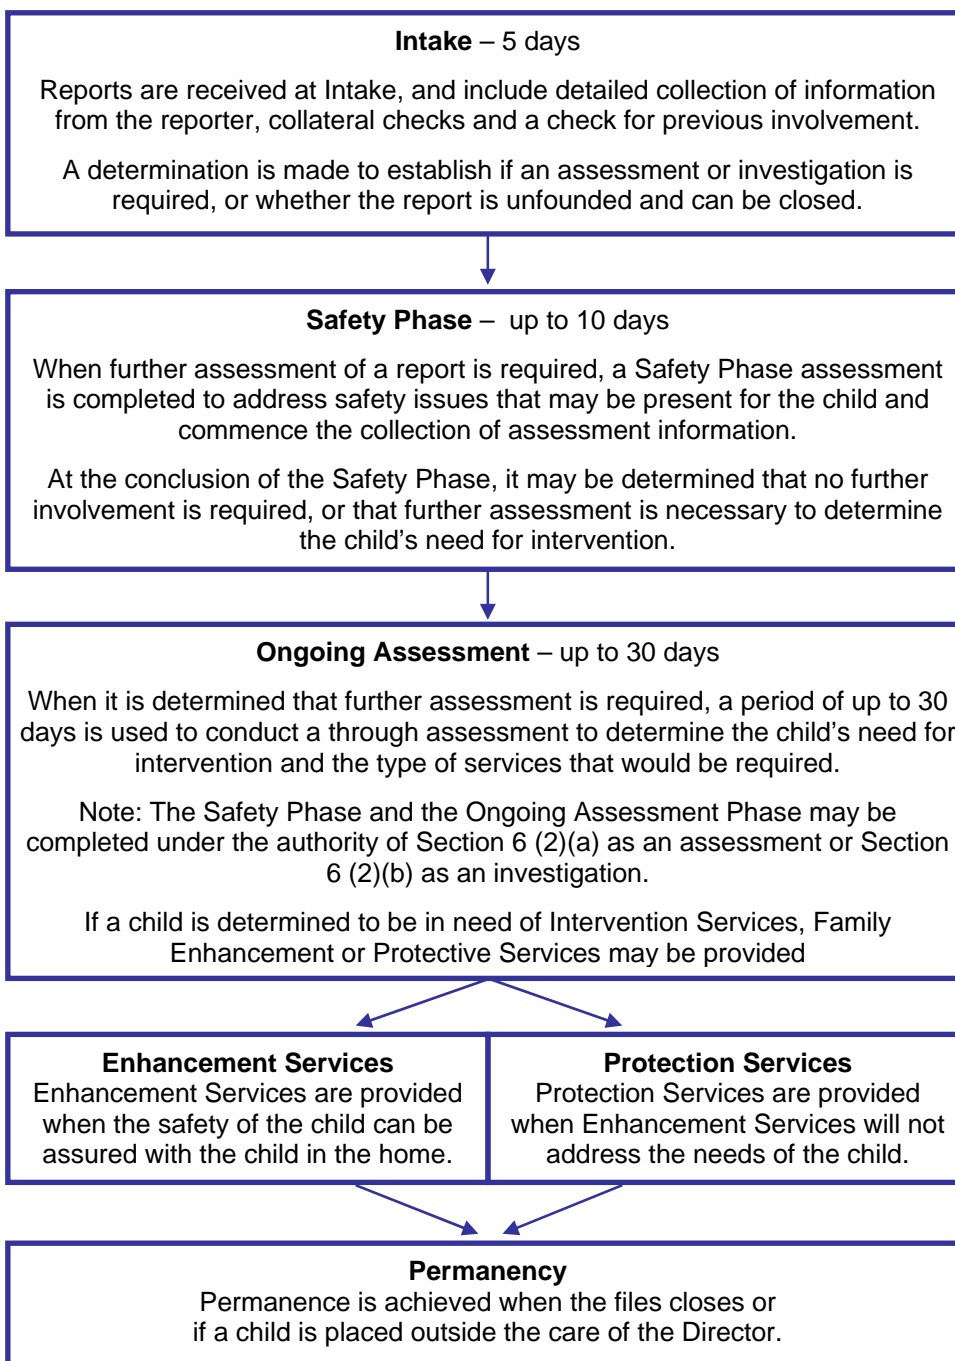 Intake – 5 days
Reports are received at Intake, and include detailed collection of information
from the reporter, collateral checks and a check for previous involvement.
A determination is made to establish if an assessment or investigation is
required, or whether the report is unfounded and can be closed.
Safety Phase – up to 10 days
When further assessment of a report is required, a Safety Phase assessment
is completed to address safety issues that may be present for the child and
commence the collection of assessment information.
At the conclusion of the Safety Phase, it may be determined that no further
involvement is required, or that further assessment is necessary to determine
the child’s need for intervention.
Ongoing Assessment – up to 30 days
When it is determined that further assessment is required, a period of up to 30
days is used to conduct a through assessment to determine the child’s need for
intervention and the type of services that would be required.
Note: The Safety Phase and the Ongoing Assessment Phase may be
completed under the authority of Section 6 (2)(a) as an assessment or Section
6 (2)(b) as an investigation.
If a child is determined to be in need of Intervention Services, Family
Enhancement or Protective Services may be provided
Enhancement Services
Enhancement Services are provided
when the safety of the child can be
assured with the child in the home.
Protection Services
Protection Services are provided
when Enhancement Services will not
address the needs of the child.
Permanency
Permanence is achieved when the files closes or
if a child is placed outside the care of the Director.